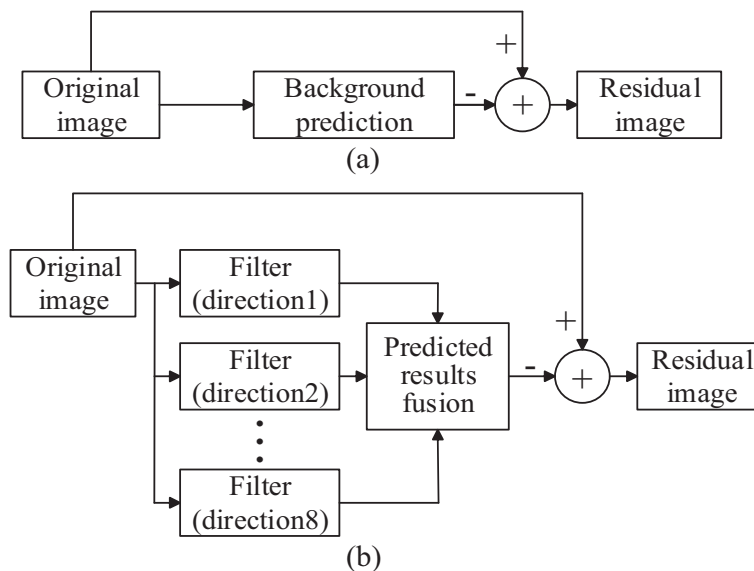 +
Original
image
Background
prediction
-
+
Residual
image
(a)
+
Original
image
Filter
(direction1)
Filter
(direction2)
Filter
(direction8)
Predicted
results
fusion
-
+
Residual
image
(b)